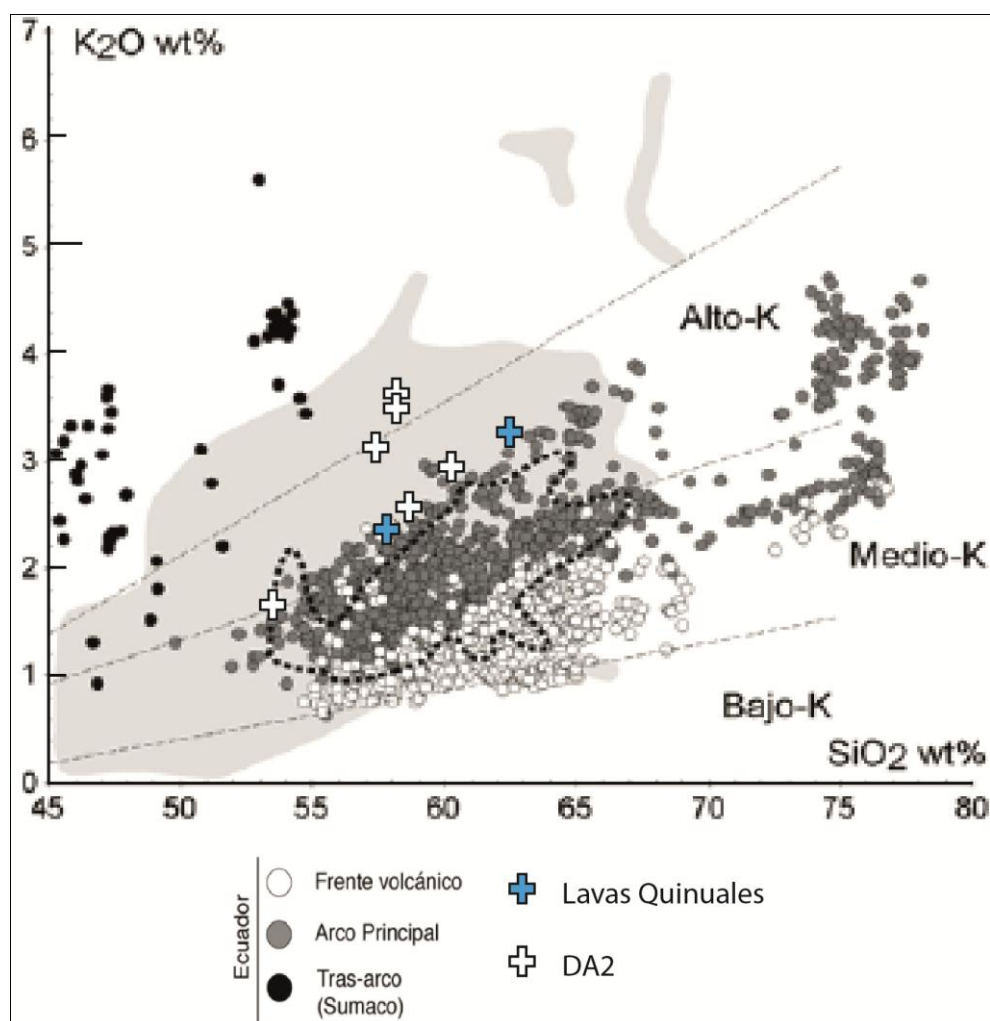 7
K2O wt%
6
5
Alto-K
4
3
Medio-K
2
1
Bajo-K
SiO2 wt%
0
45 50 55 60 65 70 75 80
Ecuador
Frente volcánico
Arco Principal
Tras-arco
(Sumaco)
Lavas Quinuales
DA2